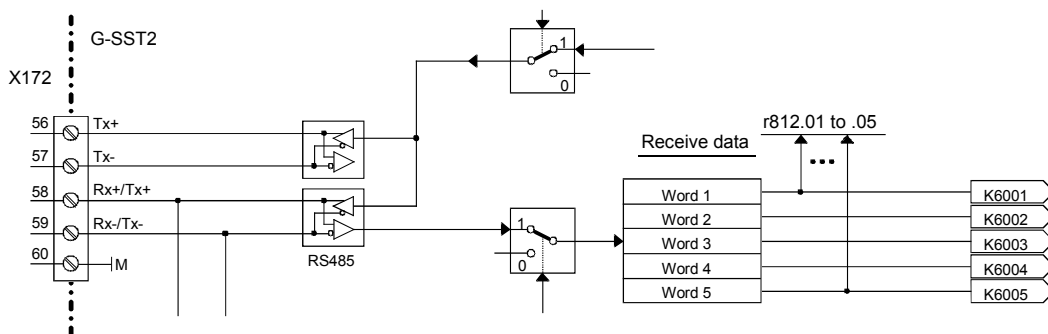 G-SST2
X172
56 Tx+
57 Tx-
58 Rx+/Tx+
59 Rx-/Tx-
60 M
RS485
1
0
1
0
r812.01 to .05
Receive data
Word 1 K6001
Word 2 K6002
Word 3 K6003
Word 4 K6004
Word 5 K6005